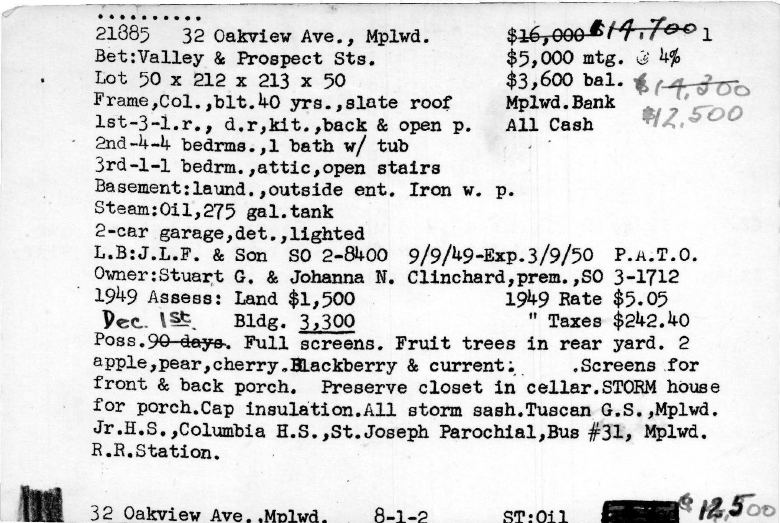 21885 32 Oakview Ave., Mplwd. $16,000 $14,700 1
Bet:Valley & Prospect Sts. $5,000 mtg. @ 4%
Lot 50 x 212 x 213 x 50 $3,600 bal. $14,300
Frame,Col.,blt.40 yrs.,slate roof Mplwd.Bank $12,500
1st-3-l.r., d.r,kit.,back & open p. All Cash
2nd-4-4 bedrms.,1 bath w/ tub
3rd-1-1 bedrm.,attic,open stairs
Basement:laund.,outside ent. Iron w. p.
Steam:Oil,275 gal.tank
2-car garage,det.,lighted
L.B:J.L.F. & Son SO 2-8400 9/9/49-Exp.3/9/50 P.A.T.O.
Owner:Stuart G. & Johanna N. Clinchard,prem.,SO 3-1712
1949 Assess: Land $1,500 1949 Rate $5.05
Dec. 1st Bldg. 3,300 " Taxes $242.40
Poss.90 days. Full screens. Fruit trees in rear yard. 2
apple,pear,cherry.Blackberry & current: .Screens for
front & back porch. Preserve closet in cellar.STORM house
for porch.Cap insulation.All storm sash.Tuscan G.S.,Mplwd.
Jr.H.S.,Columbia H.S.,St.Joseph Parochial,Bus #31, Mplwd.
R.R.Station.
32 Oakview Ave.,Mplwd. 8-1-2 ST:Oil $12,500